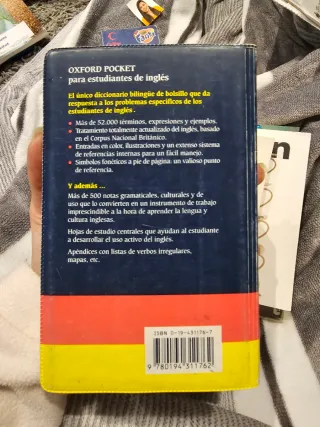 OXFORD POCKET
para estudiantes de inglés
El único diccionario bilingüe de bolsillo que da
respuesta a los problemas específicos de los
estudiantes de inglés.
• Más de 52.000 términos, expresiones y ejemplos.
• Tratamiento totalmente actualizado del inglés, basado
en el Corpus Nacional Británico.
• Entradas en color, ilustraciones y un extenso sistema
de referencias internas para un fácil manejo.
• Símbolos fonéticos a pie de página: un valioso punto
de referencia.
Y además ...
Más de 500 notas gramaticales, culturales y de
uso que lo convierten en un instrumento de trabajo
imprescindible a la hora de aprender la lengua y
cultura inglesas.
Hojas de estudio centrales que ayudan al estudiante
a desarrollar el uso activo del inglés.
Apéndices con listas de verbos irregulares,
mapas, etc.
ISBN 0-19-431176-7
9 780194 311762
n